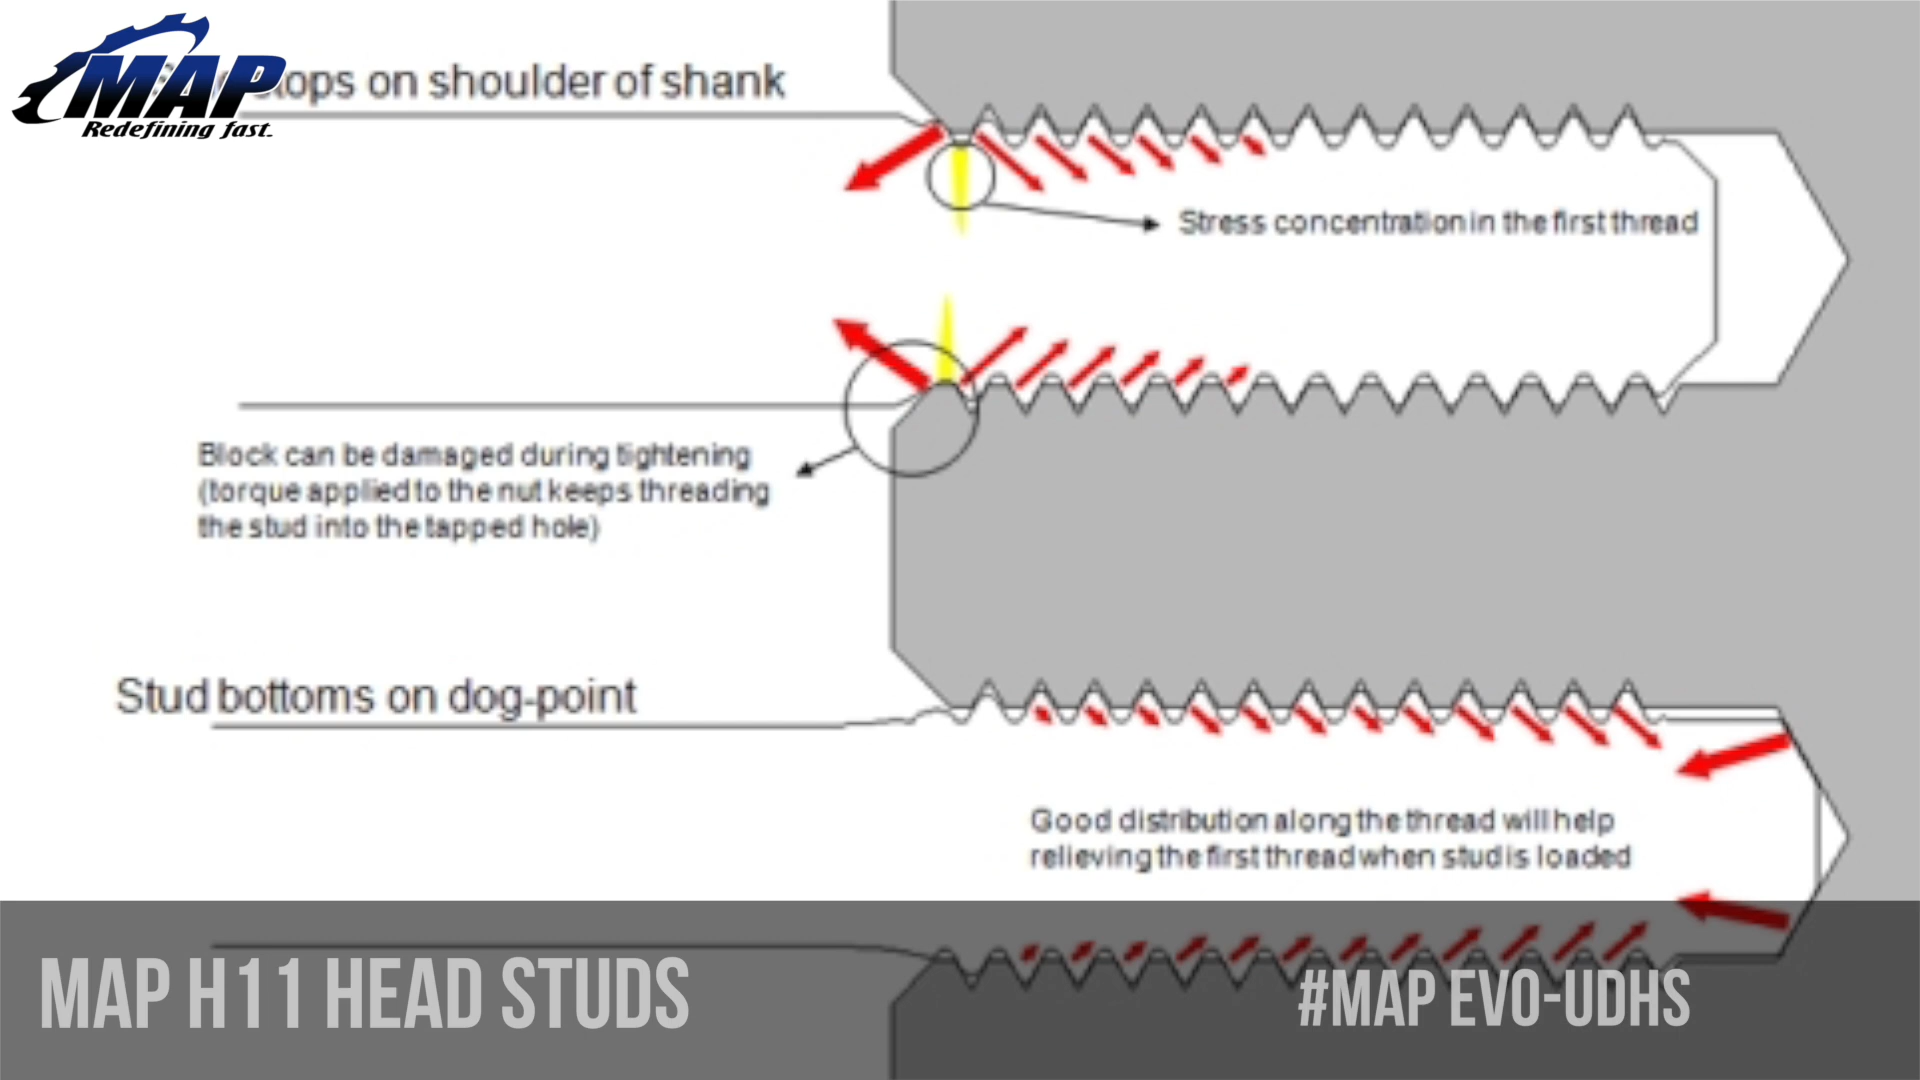 MAP
Redefining fast.
stops on shoulder of shank
Stress concentration in the first thread
Block can be damaged during tightening
(torque applied to the nut keeps threading
the stud into the tapped hole)
Stud bottoms on dog-point
Good distribution along the thread will help
relieving the first thread when stud is loaded
MAP H11 HEAD STUDS
#MAP EVO-UDHS